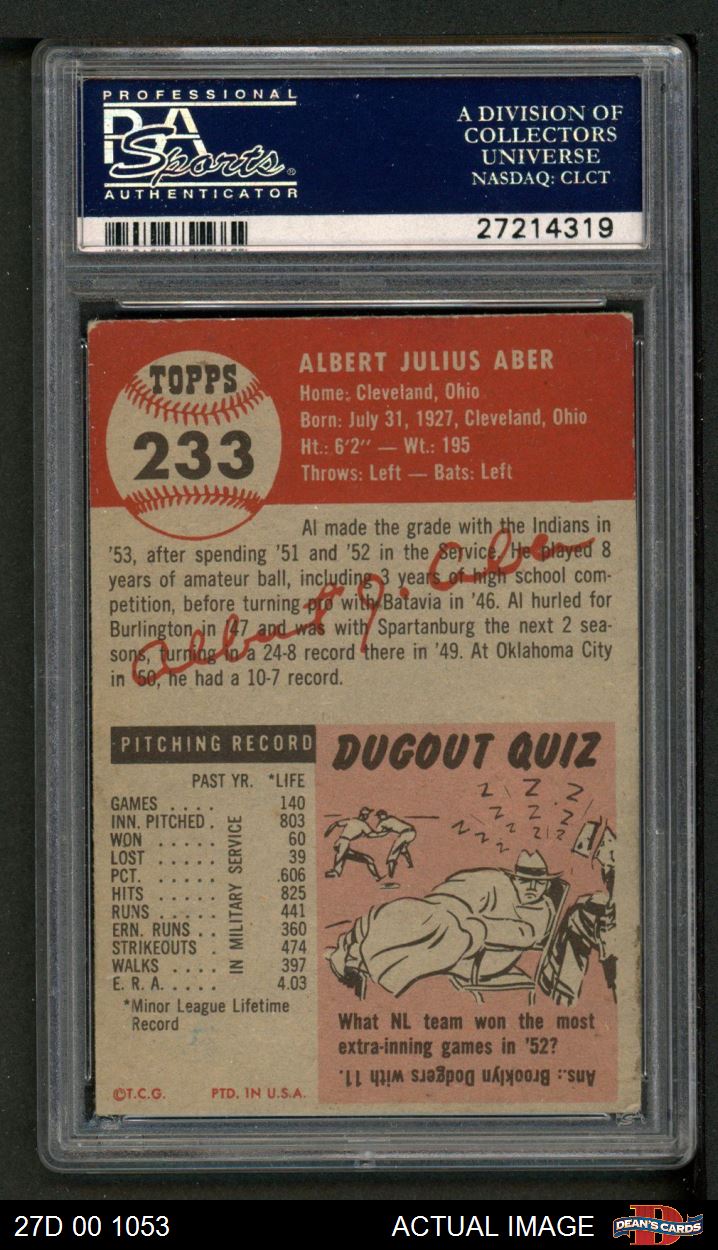 PROFESSIONAL
PSA
Sports®
AUTHENTICATOR
A DIVISION OF
COLLECTORS
UNIVERSE
NASDAQ: CLCT
27214319
TOPPS
233
ALBERT JULIUS ABER
Home: Cleveland, Ohio
Born: July 31, 1927, Cleveland, Ohio
Ht.: 6'2" — Wt.: 195
Throws: Left — Bats: Left
Al made the grade with the Indians in
'53, after spending '51 and '52 in the Service. He played 8
years of amateur ball, including 3 years of high school com-
petition, before turning pro with Batavia in '46. Al hurled for
Burlington in '47 and was with Spartanburg the next 2 sea-
sons, turning in a 24-8 record there in '49. At Oklahoma City
in '50, he had a 10-7 record.
Albert J. Aber
PITCHING RECORD
PAST YR. *LIFE
GAMES .... 140
INN. PITCHED . 803
WON ..... 60
LOST ..... 39
PCT. ..... .606
HITS ..... 825
RUNS ..... 441
ERN. RUNS .. 360
STRIKEOUTS . 474
WALKS .... 397
E. R. A. .... 4.03
IN MILITARY SERVICE
*Minor League Lifetime
Record
©T.C.G. PTD. IN U.S.A.
DUGOUT QUIZ
Z Z Z
Z Z Z
Z Z Z Z Z
What NL team won the most
extra-inning games in '52?
Ans.: Brooklyn Dodgers with 11.
27D 00 1053
ACTUAL IMAGE
D
DEAN'S CARDS